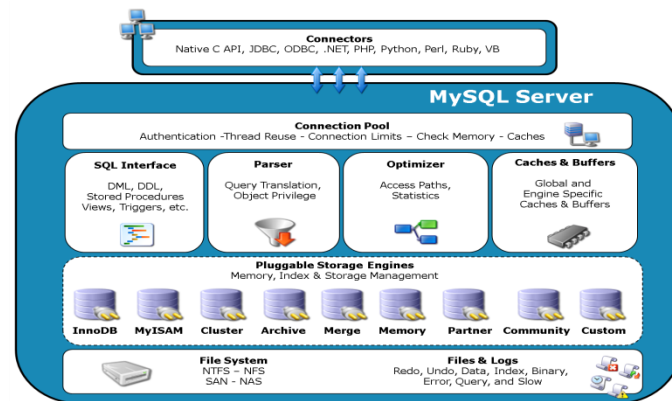 Connectors
Native C API, JDBC, ODBC, .NET, PHP, Python, Perl, Ruby, VB
MySQL Server
Connection Pool
Authentication -Thread Reuse - Connection Limits – Check Memory - Caches
SQL Interface
DML, DDL,
Stored Procedures
Views, Triggers, etc.
Parser
Query Translation,
Object Privilege
Optimizer
Access Paths,
Statistics
Caches & Buffers
Global and
Engine Specific
Caches & Buffers
Pluggable Storage Engines
Memory, Index & Storage Management
InnoDB MyISAM Cluster Archive Merge Memory Partner Community Custom
File System
NTFS – NFS
SAN - NAS
Files & Logs
Redo, Undo, Data, Index, Binary,
Error, Query, and Slow